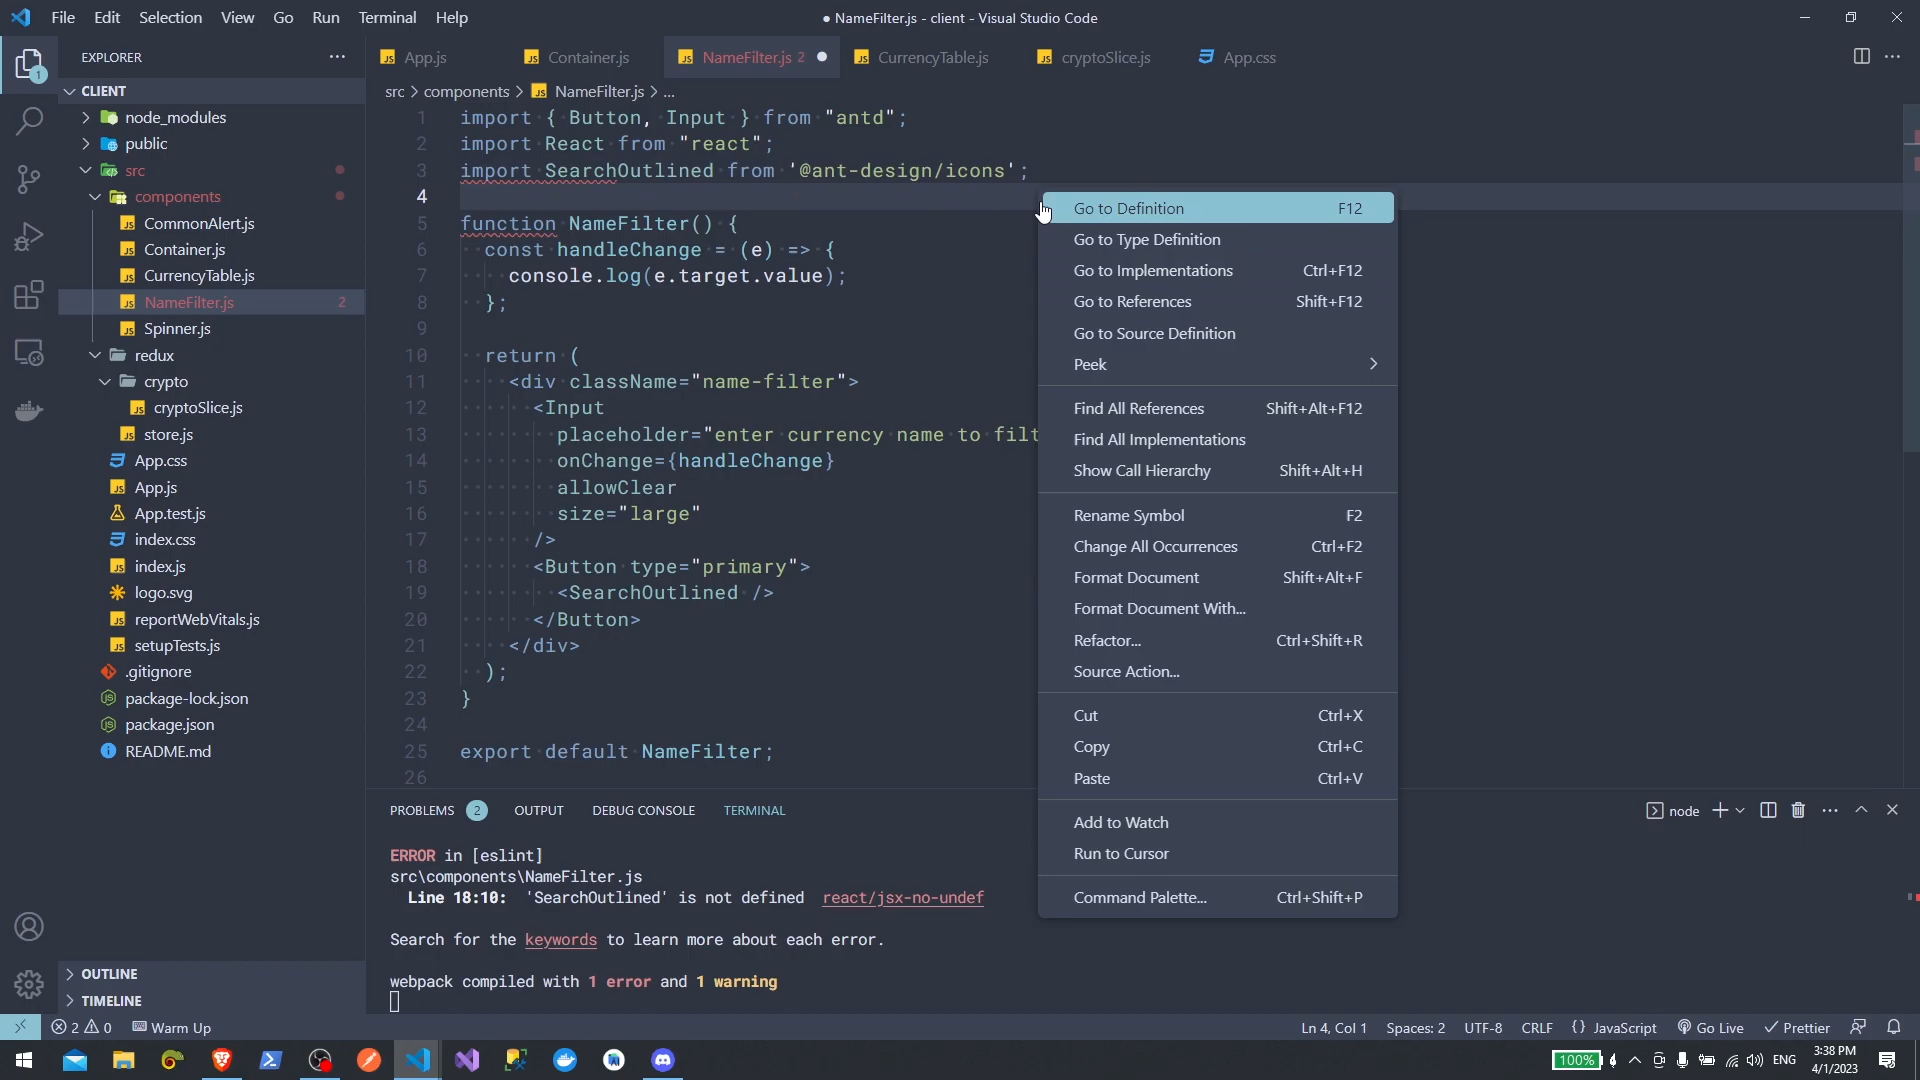 File Edit Selection View Go Run Terminal Help
● NameFilter.js - client - Visual Studio Code
EXPLORER
App.js
Container.js
NameFilter.js 2
CurrencyTable.js
cryptoSlice.js
App.css
src > components > NameFilter.js > ...
CLIENT
node_modules
public
src
components
CommonAlert.js
Container.js
CurrencyTable.js
NameFilter.js 2
Spinner.js
redux
crypto
cryptoSlice.js
store.js
App.css
App.js
App.test.js
index.css
index.js
logo.svg
reportWebVitals.js
setupTests.js
.gitignore
package-lock.json
package.json
README.md
OUTLINE
TIMELINE
1
1 import { Button, Input } from "antd";
2 import React from "react";
3 import SearchOutlined from '@ant-design/icons';
4
5 function NameFilter() {
6 const handleChange = (e) => {
7 console.log(e.target.value);
8 };
9
10 return (
11 <div className="name-filter">
12 <Input
13 placeholder="enter currency name to filt
14 onChange={handleChange}
15 allowClear
16 size="large"
17 />
18 <Button type="primary">
19 <SearchOutlined />
20 </Button>
21 </div>
22 );
23 }
24
25 export default NameFilter;
26
Go to Definition F12
Go to Type Definition
Go to Implementations Ctrl+F12
Go to References Shift+F12
Go to Source Definition
Peek
Find All References Shift+Alt+F12
Find All Implementations
Show Call Hierarchy Shift+Alt+H
Rename Symbol F2
Change All Occurrences Ctrl+F2
Format Document Shift+Alt+F
Format Document With...
Refactor... Ctrl+Shift+R
Source Action...
Cut Ctrl+X
Copy Ctrl+C
Paste Ctrl+V
Add to Watch
Run to Cursor
Command Palette... Ctrl+Shift+P
PROBLEMS 2 OUTPUT DEBUG CONSOLE TERMINAL
node
ERROR in [eslint]
src\components\NameFilter.js
Line 18:10: 'SearchOutlined' is not defined react/jsx-no-undef
Search for the keywords to learn more about each error.
webpack compiled with 1 error and 1 warning
2 0 Warm Up
Ln 4, Col 1 Spaces: 2 UTF-8 CRLF {} JavaScript Go Live Prettier
100% ENG
3:38 PM
4/1/2023